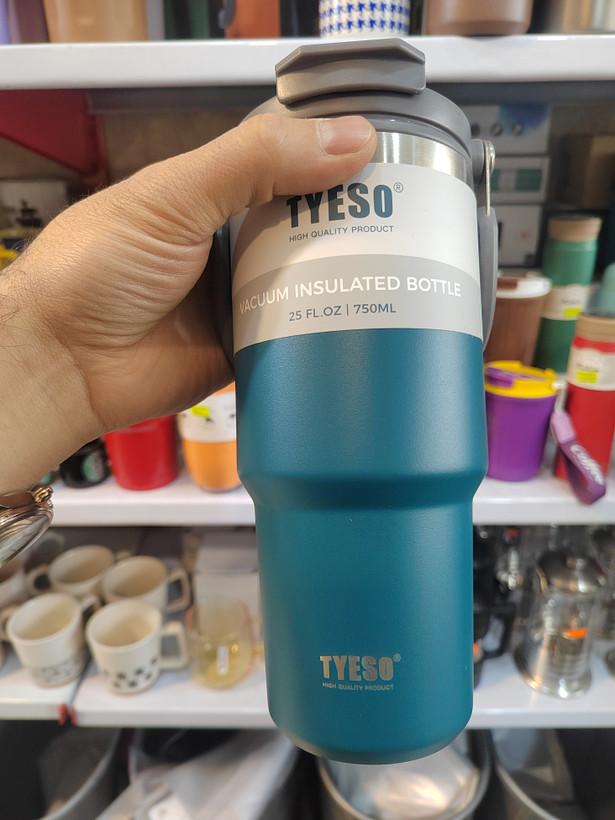 TYESO®
HIGH QUALITY PRODUCT
VACUUM INSULATED BOTTLE
25 FL.OZ | 750ML
TYESO®
HIGH QUALITY PRODUCT